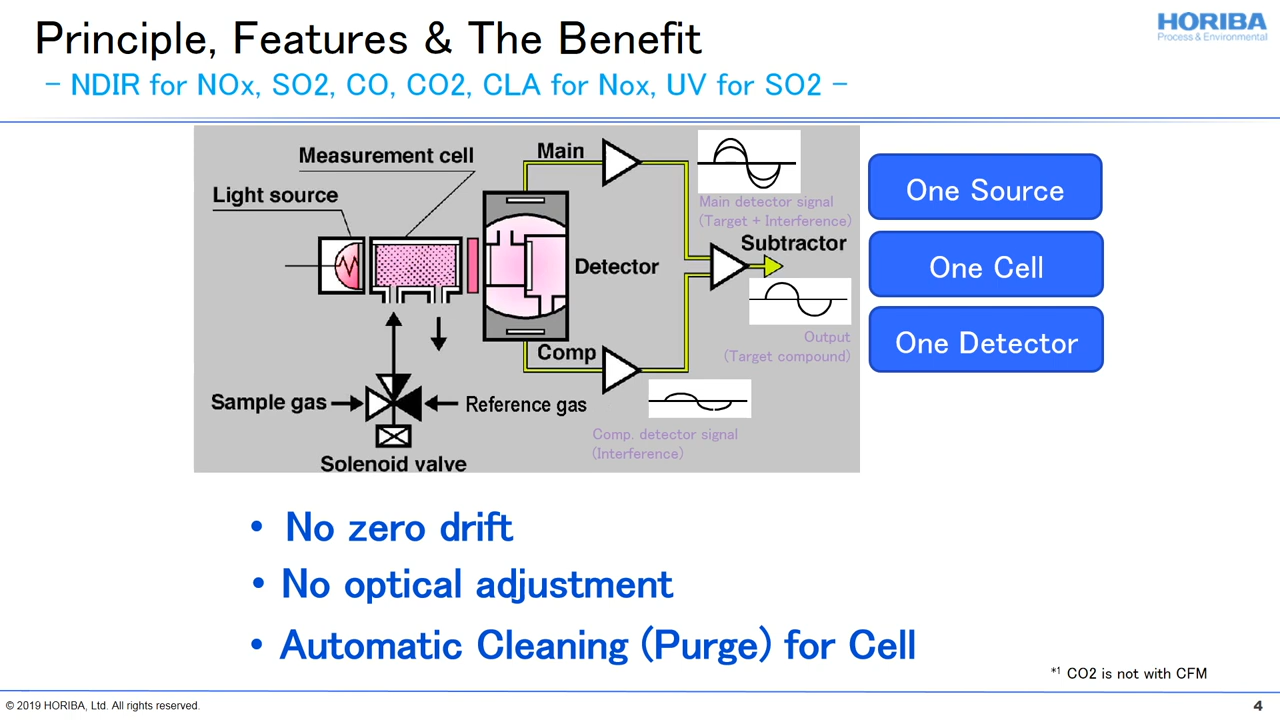 Principle, Features & The Benefit
HORIBA
Process & Environmental
- NDIR for NOx, SO2, CO, CO2, CLA for Nox, UV for SO2 -
Measurement cell
Light source
Main
Main detector signal
(Target + Interference)
Subtractor
Detector
Output
(Target compound)
Comp
Sample gas
Reference gas
Comp. detector signal
(Interference)
Solenoid valve
One Source
One Cell
One Detector
• No zero drift
• No optical adjustment
• Automatic Cleaning (Purge) for Cell
*1 CO2 is not with CFM
© 2019 HORIBA, Ltd. All rights reserved.
4